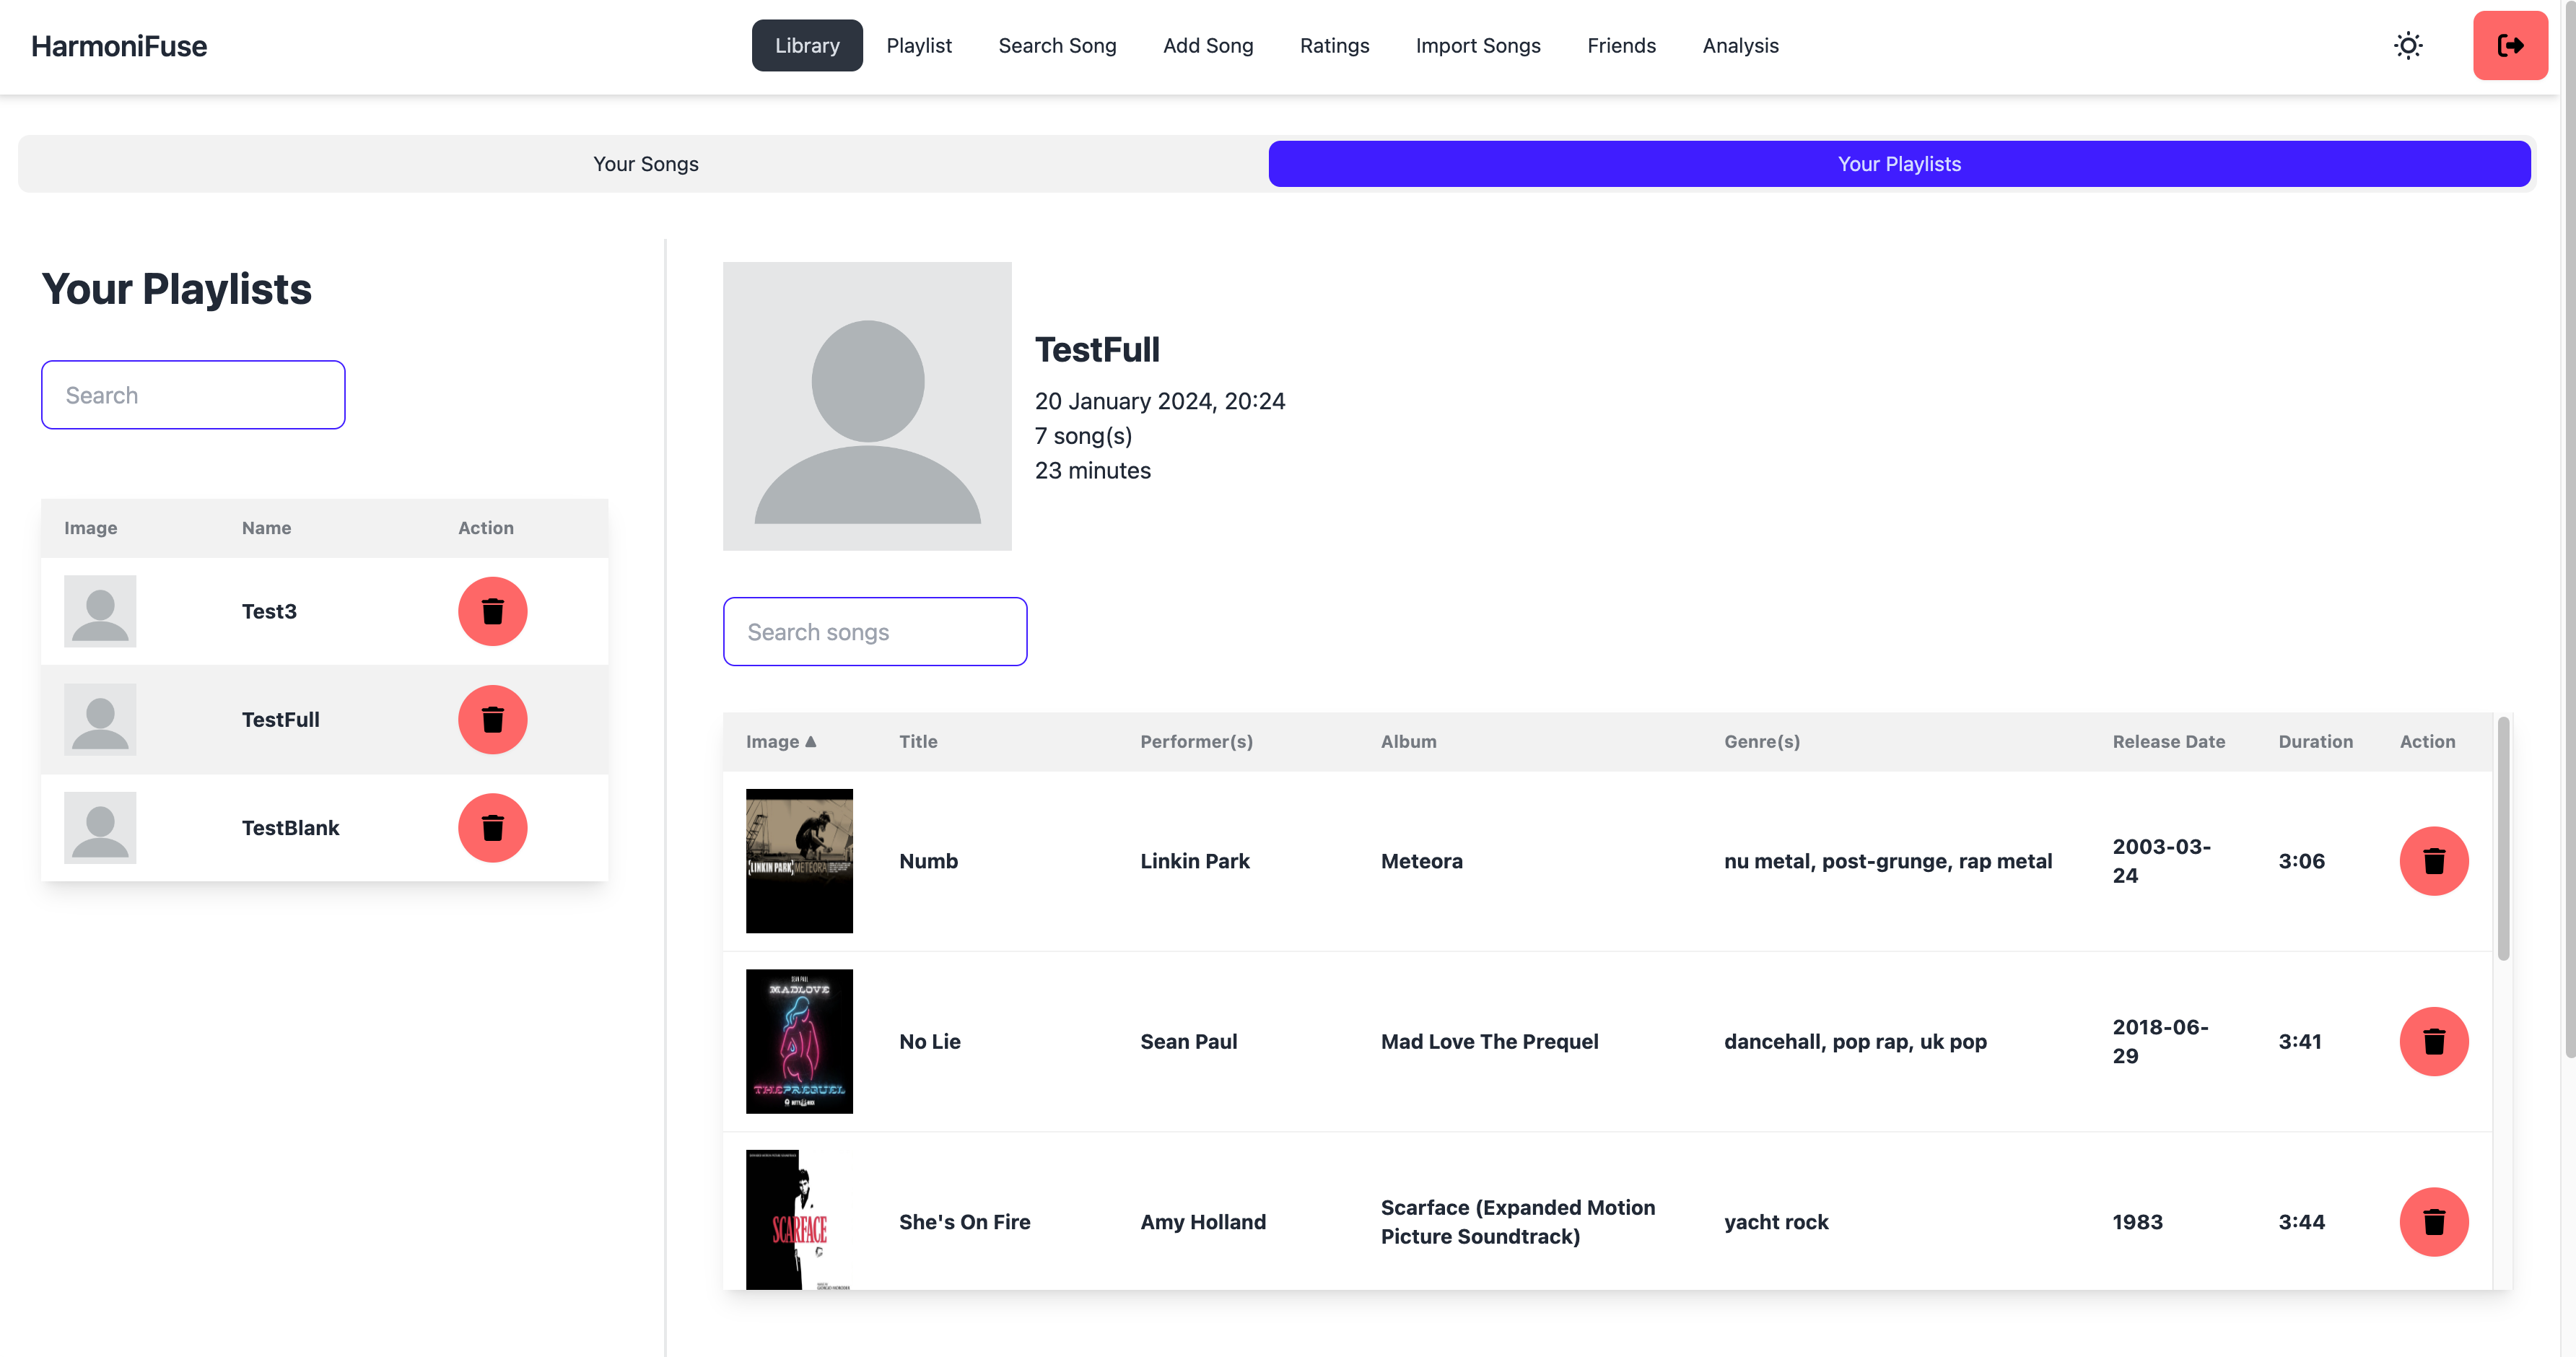 HarmoniFuse
Library Playlist Search Song Add Song Ratings Import Songs Friends Analysis
Your Songs Your Playlists
Your Playlists
Search
Image Name Action
Test3
TestFull
TestBlank
TestFull
20 January 2024, 20:24
7 song(s)
23 minutes
Search songs
Image ▲ Title Performer(s) Album Genre(s) Release Date Duration Action
[LINKIN PARK] METEORA
Numb Linkin Park Meteora nu metal, post-grunge, rap metal 2003-03-
24 3:06
SEAN PAUL
MADLOVE
THEPREQUEL
No Lie Sean Paul Mad Love The Prequel dancehall, pop rap, uk pop 2018-06-
29 3:41
SCARFACE
She's On Fire Amy Holland Scarface (Expanded Motion
Picture Soundtrack) yacht rock 1983 3:44